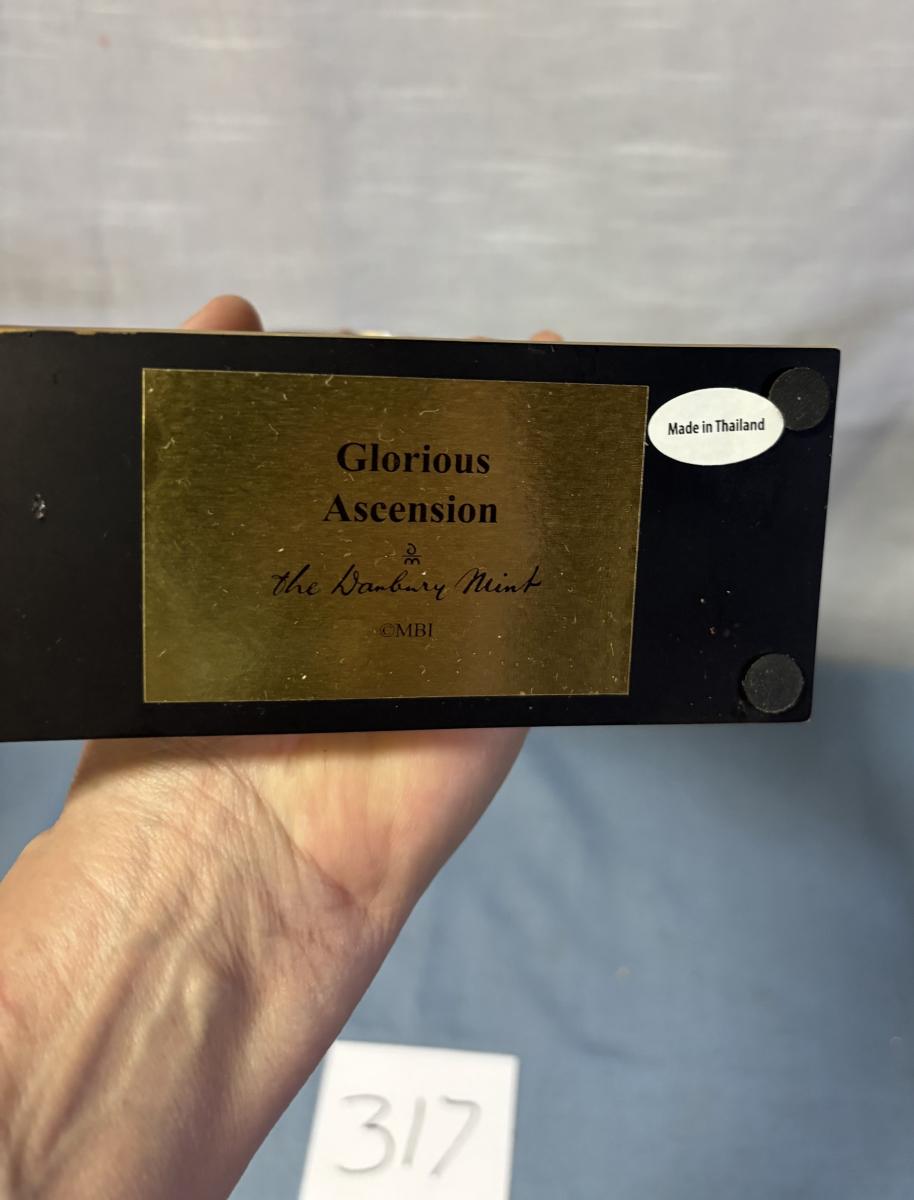 Glorious
Ascension
the Danbury Mint
©MBI
Made in Thailand
317